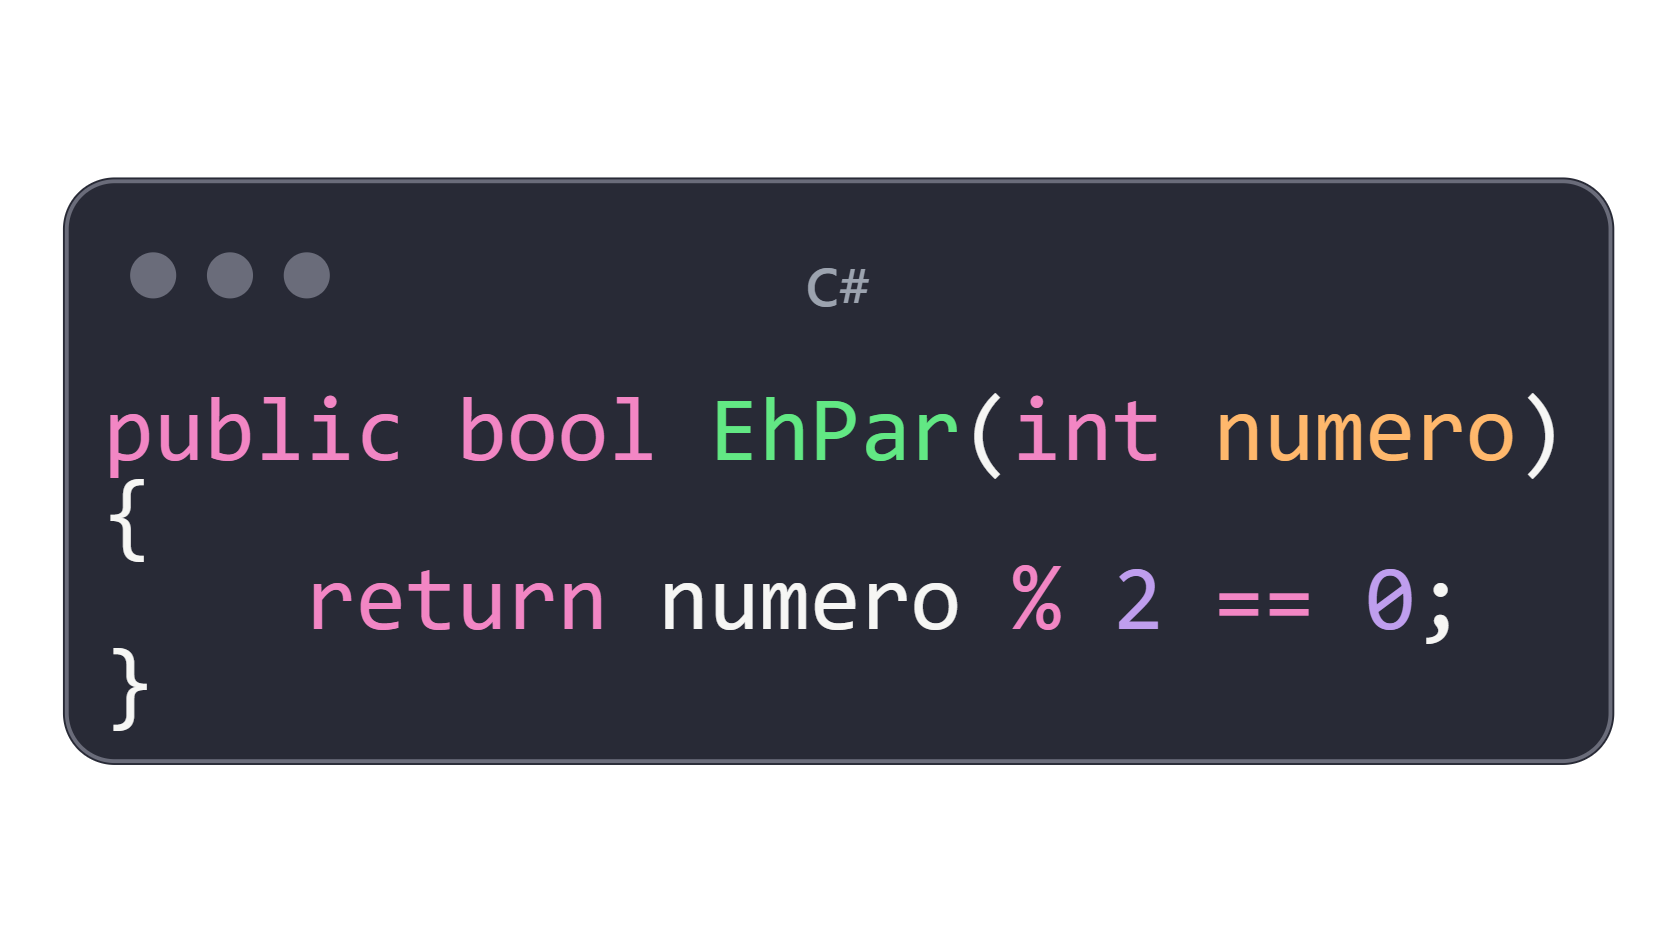 C#
public bool EhPar(int numero)
{
    return numero % 2 == 0;
}